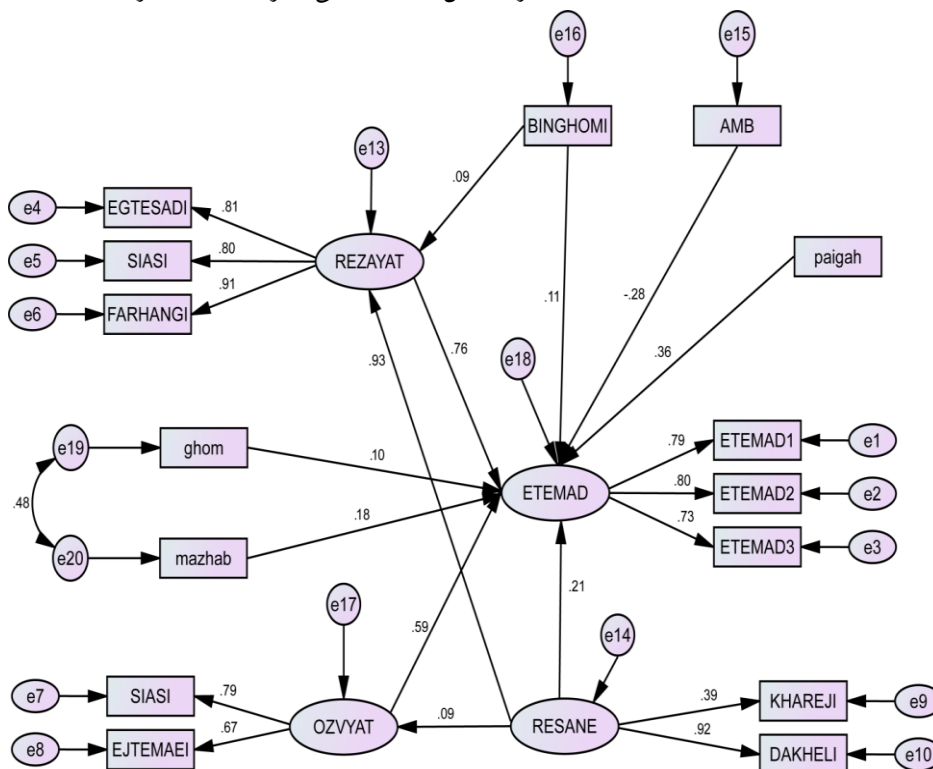 e16
e15
BINGHOMI
AMB
e13
.09
e4
EGTESADI
.81
e5
SIASI
.80
REZAYAT
paigah
e6
FARHANGI
.91
.11
-.28
.93
.76
e18
.36
e19
ghom
.10
.79
ETEMAD1
e1
.48
ETEMAD
.80
ETEMAD2
e2
e20
mazhab
.18
.73
ETEMAD3
e3
e17
.59
.21
e14
e7
SIASI
.79
OZVYAT
.09
RESANE
.39
KHAREJI
e9
e8
EJTEMAEI
.67
.92
DAKHELI
e10